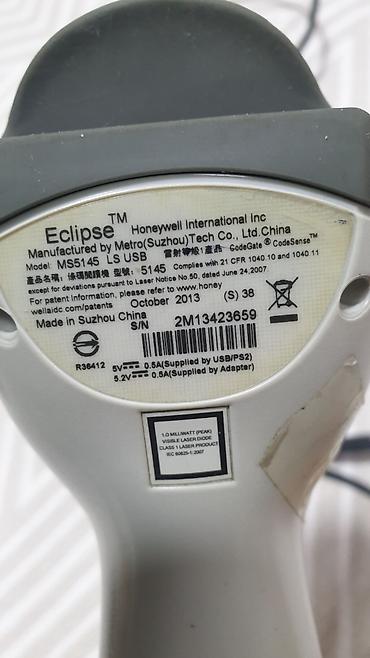 Eclipse™ Honeywell International Inc
Manufactured by Metro(Suzhou)Tech Co., Ltd.China
Model: MS5145 LS USB 雷射等級1產品 CodeGate® CodeSense™
產品名稱: 條碼閱讀機 型號: 5145 Complies with 21 CFR 1040.10 and 1040.11
except for deviations pursuant to Laser Notice No.50, dated June 24,2007
For patent information, please refer to www.honey
wellaidc.com/patents October 2013 (S) 38
Made in Suzhou China
S/N 2M13423659
R36412
5V⎓0.5A(Supplied by USB/PS2)
5.2V⎓0.6A(Supplied by Adapter)
1.0 MILLIWATT (PEAK)
VISIBLE LASER DIODE
CLASS 1 LASER PRODUCT
IEC 60825-1:2007